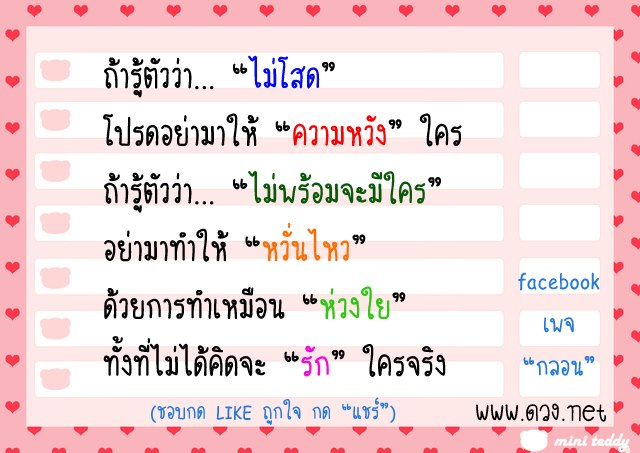 ถ้ารู้ตัวว่า... “ไม่โสด”
โปรดอย่ามาให้ “ความหวัง” ใคร
ถ้ารู้ตัวว่า... “ไม่พร้อมจะมีใคร”
อย่ามาทำให้ “หวั่นไหว”
ด้วยการทำเหมือน “ห่วงใย”
ทั้งที่ไม่ได้คิดจะ “รัก” ใครจริง
facebook
เพจ
“กลอน”
(ชอบกด LIKE ถูกใจ กด “แชร์”)
www.ดวง.net
mini teddy